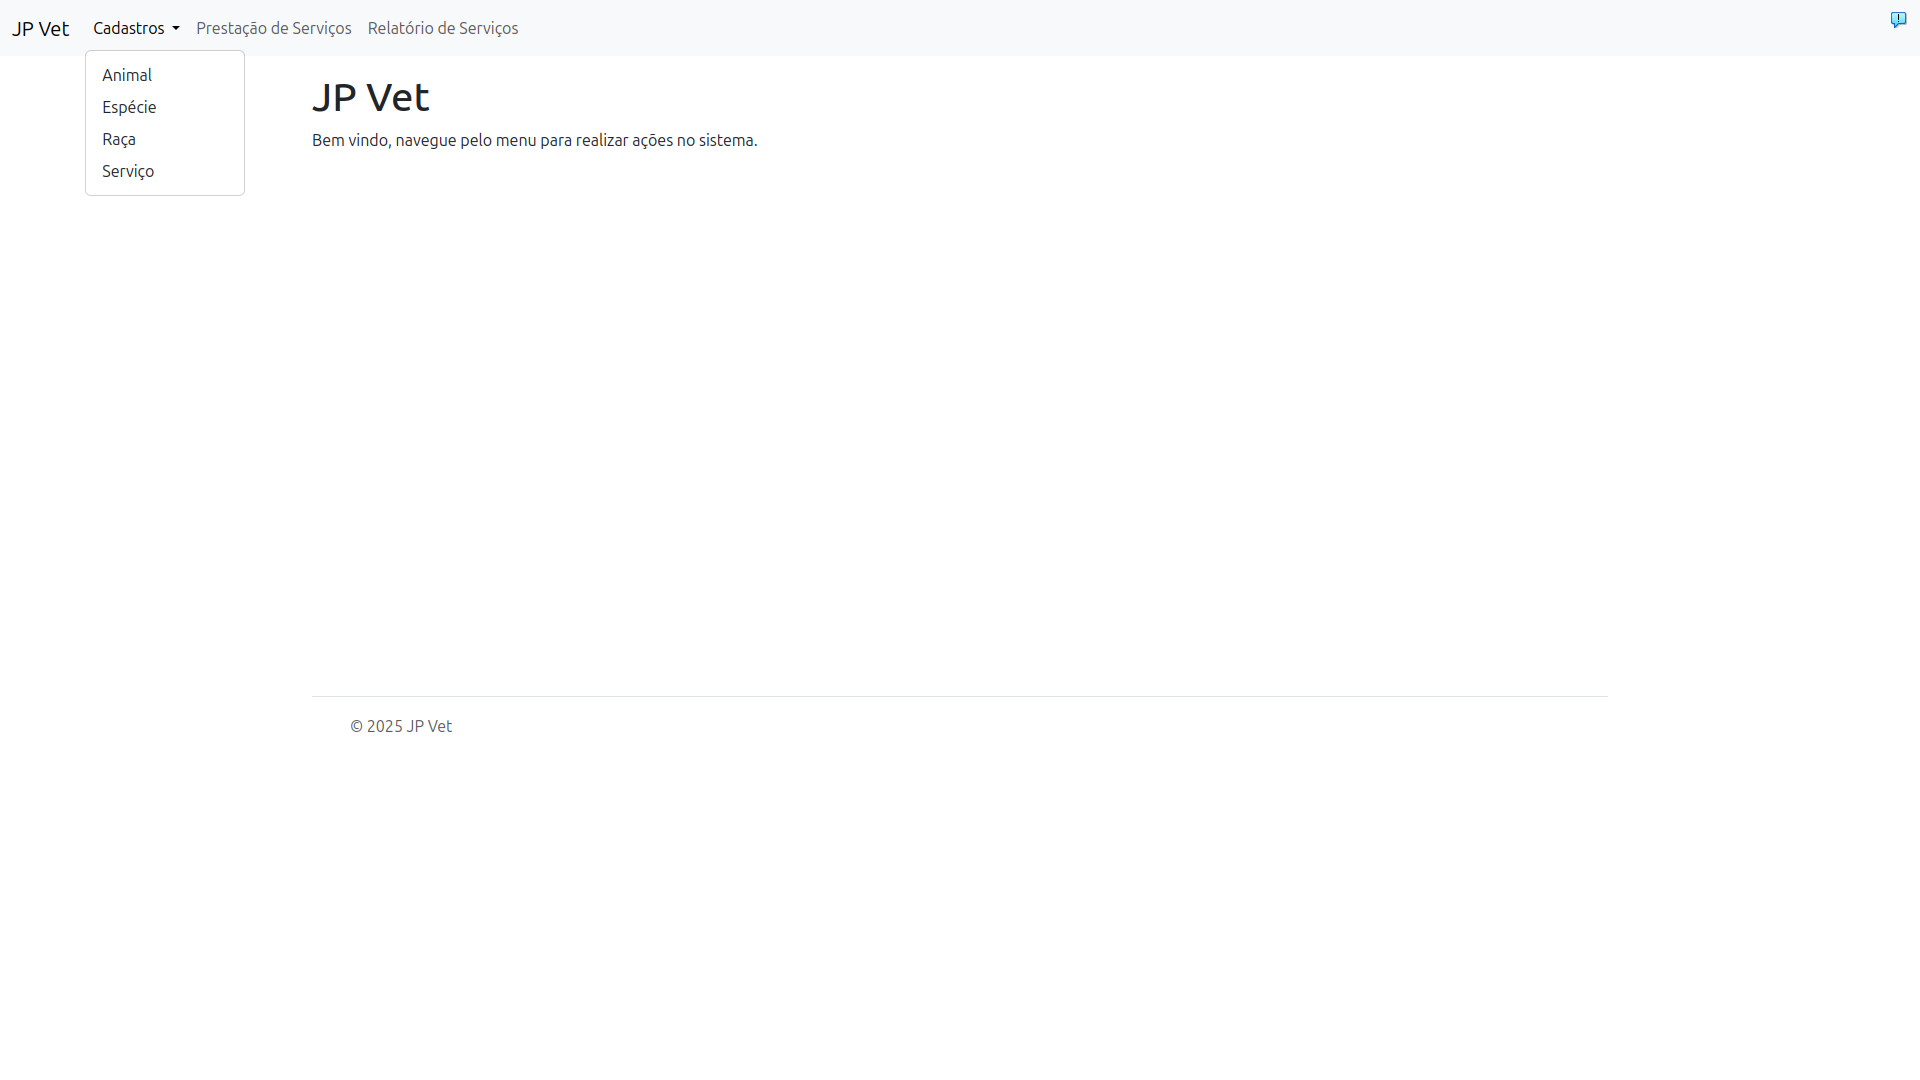 JP Vet Cadastros Prestação de Serviços Relatório de Serviços
Animal
Espécie
Raça
Serviço
JP Vet
Bem vindo, navegue pelo menu para realizar ações no sistema.
© 2025 JP Vet